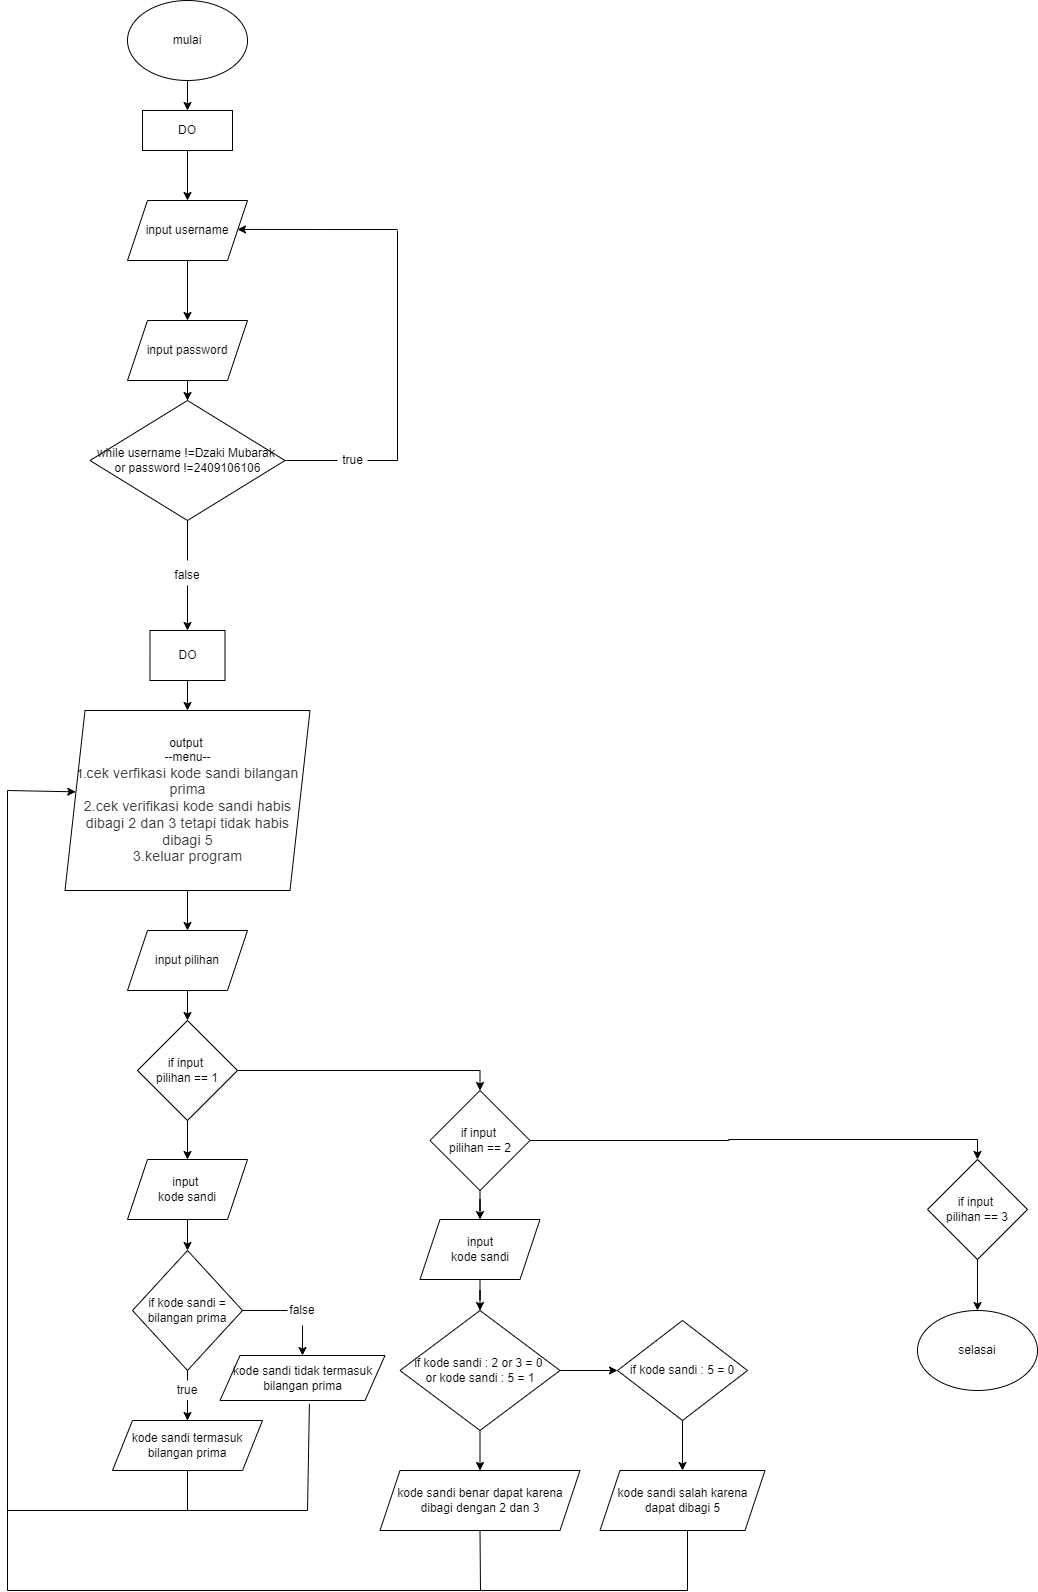 mulai
DO
input username
input password
while username !=Dzaki Mubarak
or password !=2409106106
true
false
DO
output
--menu--
1.cek verfikasi kode sandi bilangan
prima
2.cek verifikasi kode sandi habis
dibagi 2 dan 3 tetapi tidak habis
dibagi 5
3.keluar program
input pilihan
if input
pilihan == 1
if input
pilihan == 2
if input
pilihan == 3
input
kode sandi
input
kode sandi
if kode sandi =
bilangan prima
false
kode sandi tidak termasuk
bilangan prima
true
kode sandi termasuk
bilangan prima
if kode sandi : 2 or 3 = 0
or kode sandi : 5 = 1
if kode sandi : 5 = 0
selasai
kode sandi benar dapat karena
dibagi dengan 2 dan 3
kode sandi salah karena
dapat dibagi 5